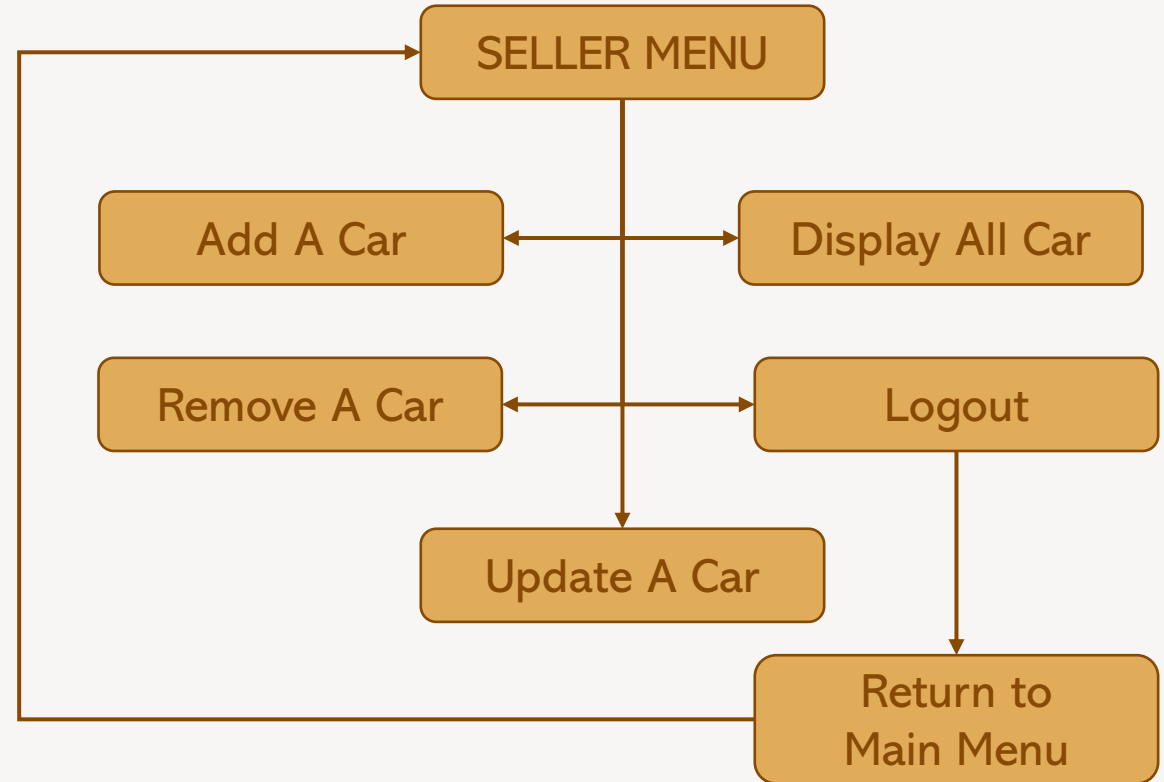 SELLER MENU
Add A Car
Display All Car
Remove A Car
Logout
Update A Car
Return to
Main Menu